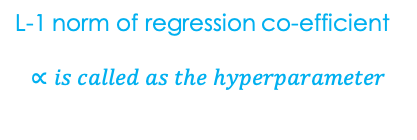 L-1 norm of regression co-efficient
∝ is called as the hyperparameter